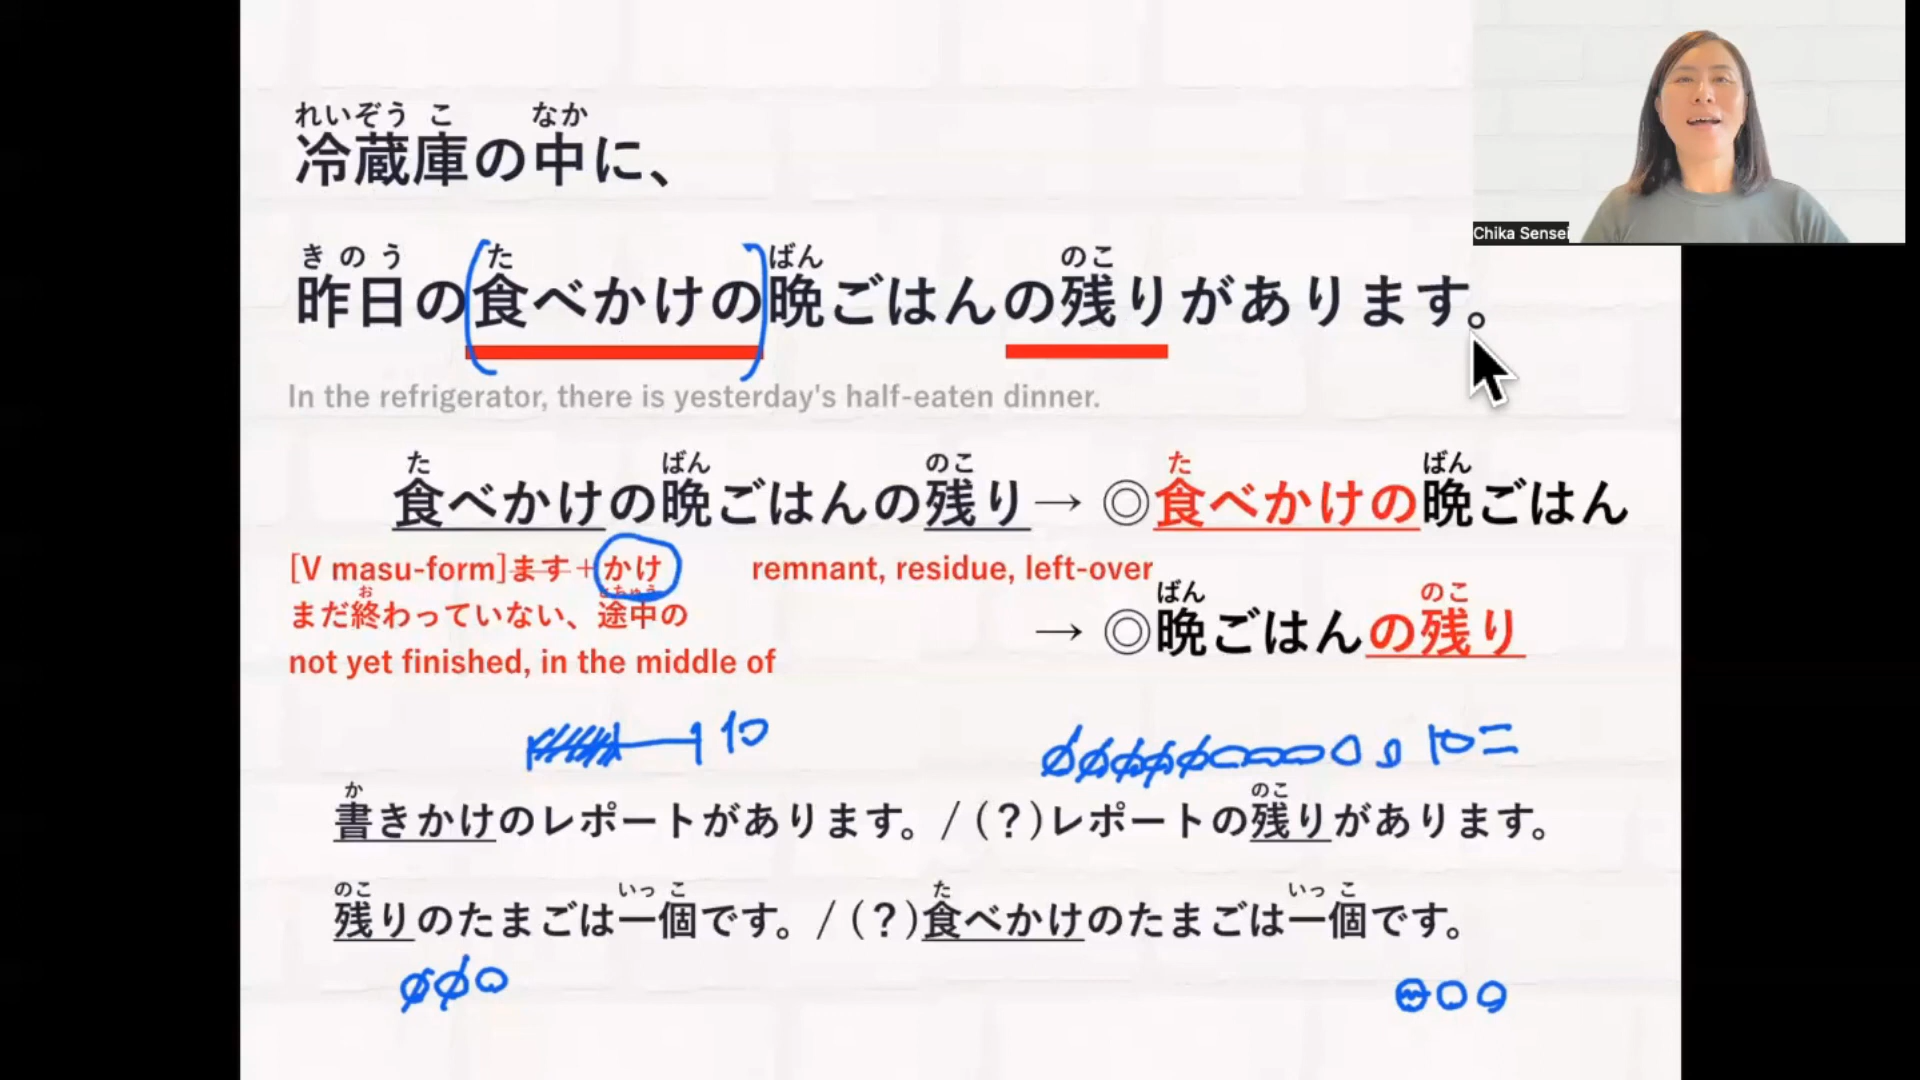 れいぞうこ なか
冷蔵庫の中に、
Chika Sensei
きのう た ばん のこ
昨日の食べかけの晩ごはんの残りがあります。
In the refrigerator, there is yesterday's half-eaten dinner.
た ばん のこ た ばん
食べかけの晩ごはんの残り→ ◎食べかけの晩ごはん
[V masu-form]ます+かけ remnant, residue, left-over
お とちゅう ばん のこ
まだ終わっていない、途中の → ◎晩ごはんの残り
not yet finished, in the middle of
か のこ
書きかけのレポートがあります。/(?)レポートの残りがあります。
のこ いっこ た いっこ
残りのたまごは一個です。/(?)食べかけのたまごは一個です。